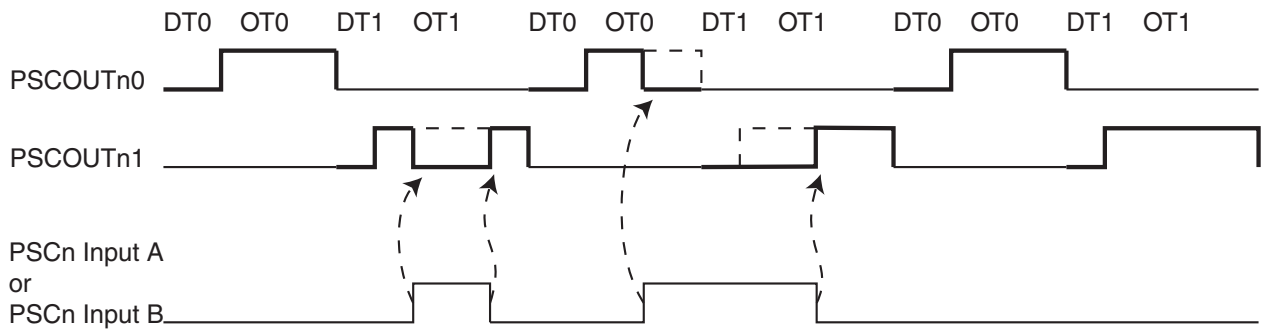 DT0 OT0 DT1 OT1 DT0 OT0 DT1 OT1 DT0 OT0 DT1 OT1
PSCOUTn0
PSCOUTn1
PSCn Input A
or
PSCn Input B